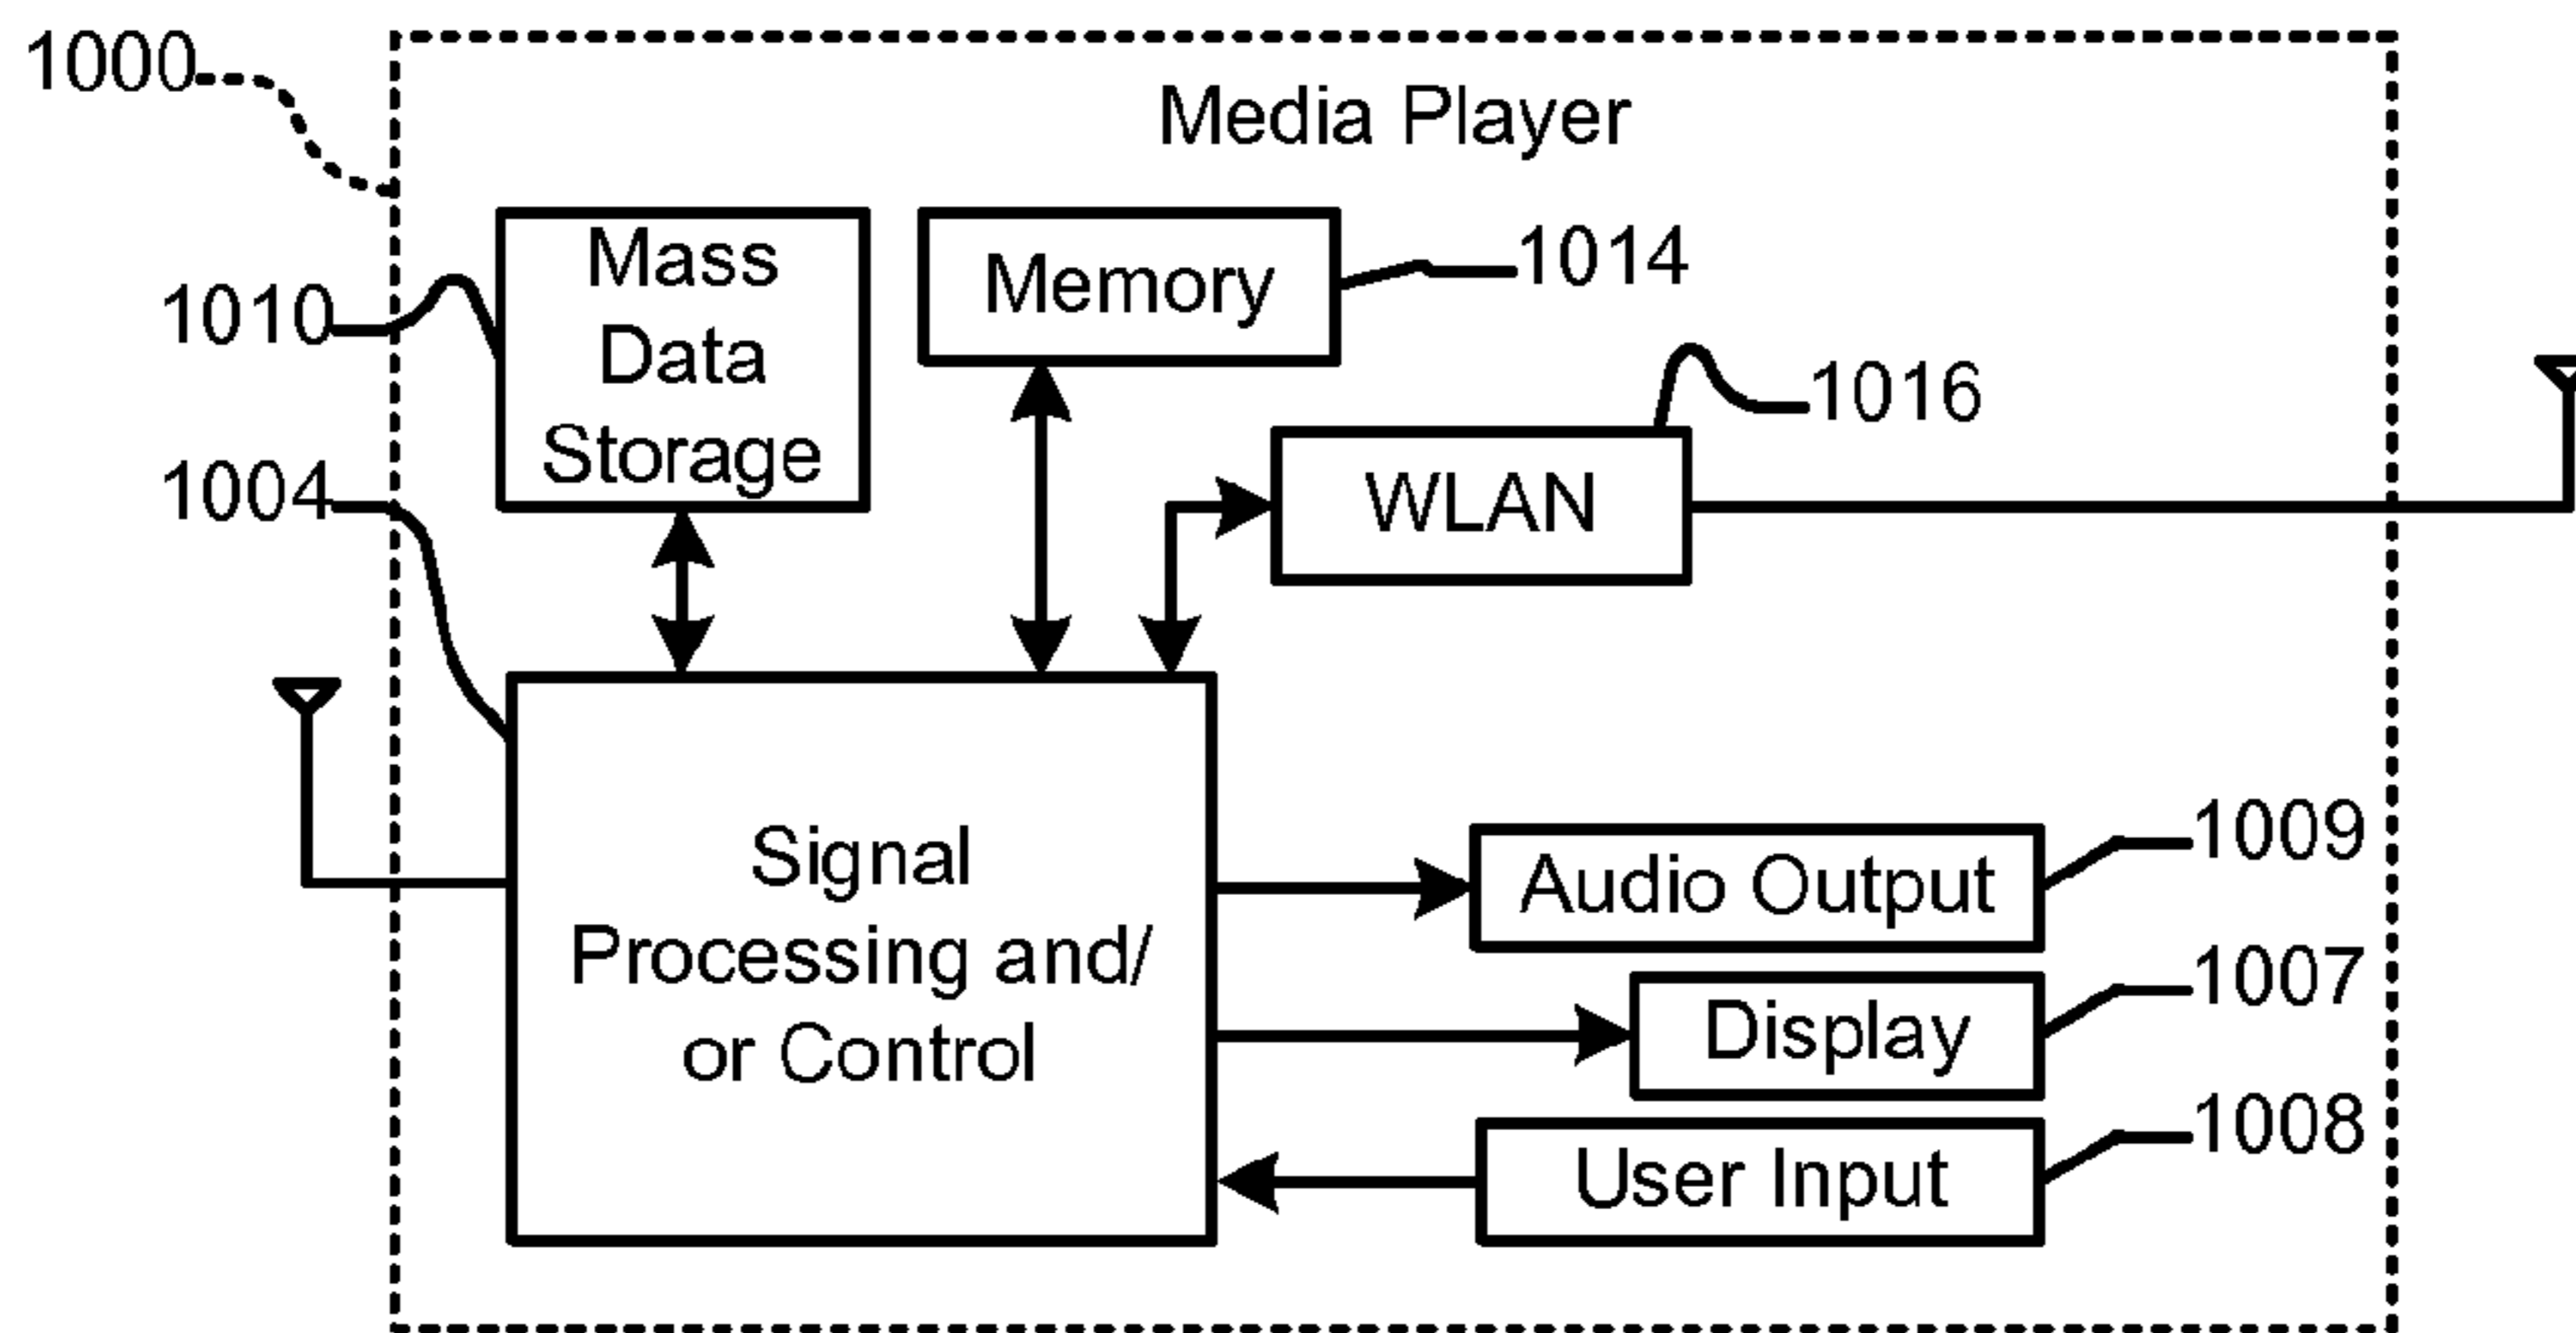 1000
Media Player
Mass
Data
Storage
Memory
1014
1010
1016
WLAN
1004
Signal
Processing and/
or Control
Audio Output
1009
Display
1007
User Input
1008